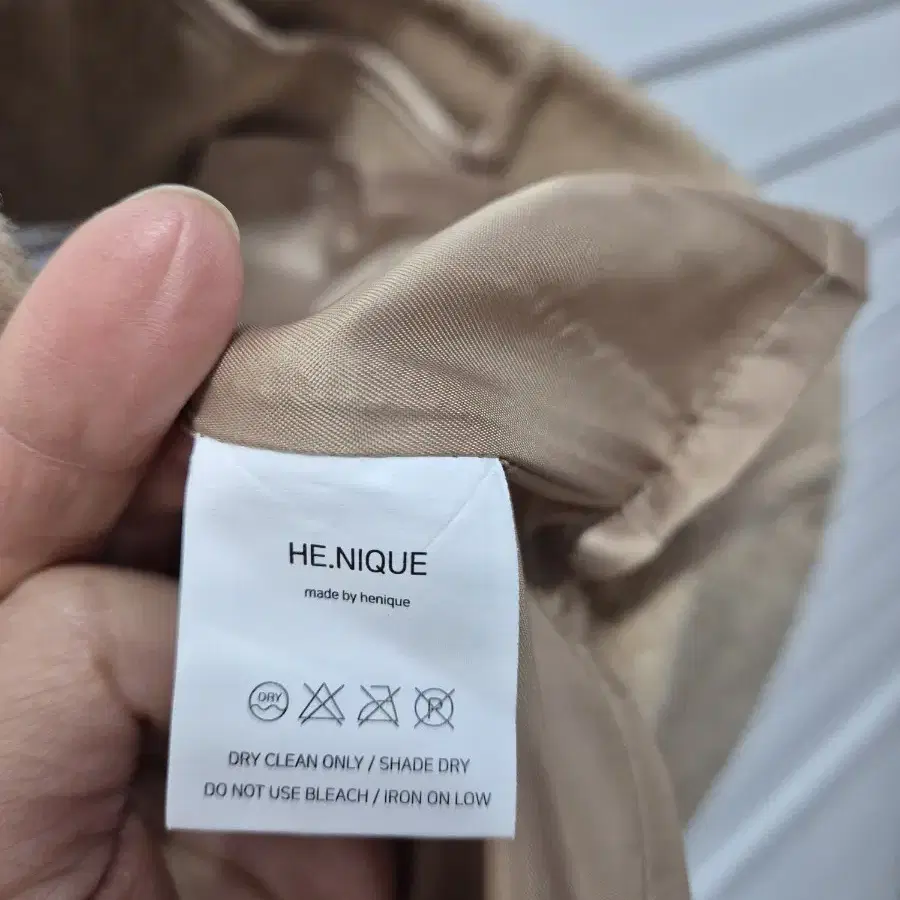 HE.NIQUE
made by henique
DRY P
DRY CLEAN ONLY / SHADE DRY
DO NOT USE BLEACH / IRON ON LOW